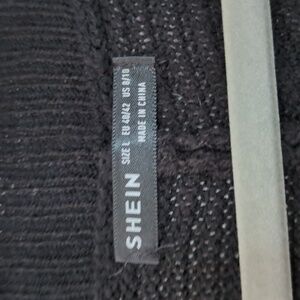 SHEIN
SIZE L EU 40/42 US 8/10
MADE IN CHINA